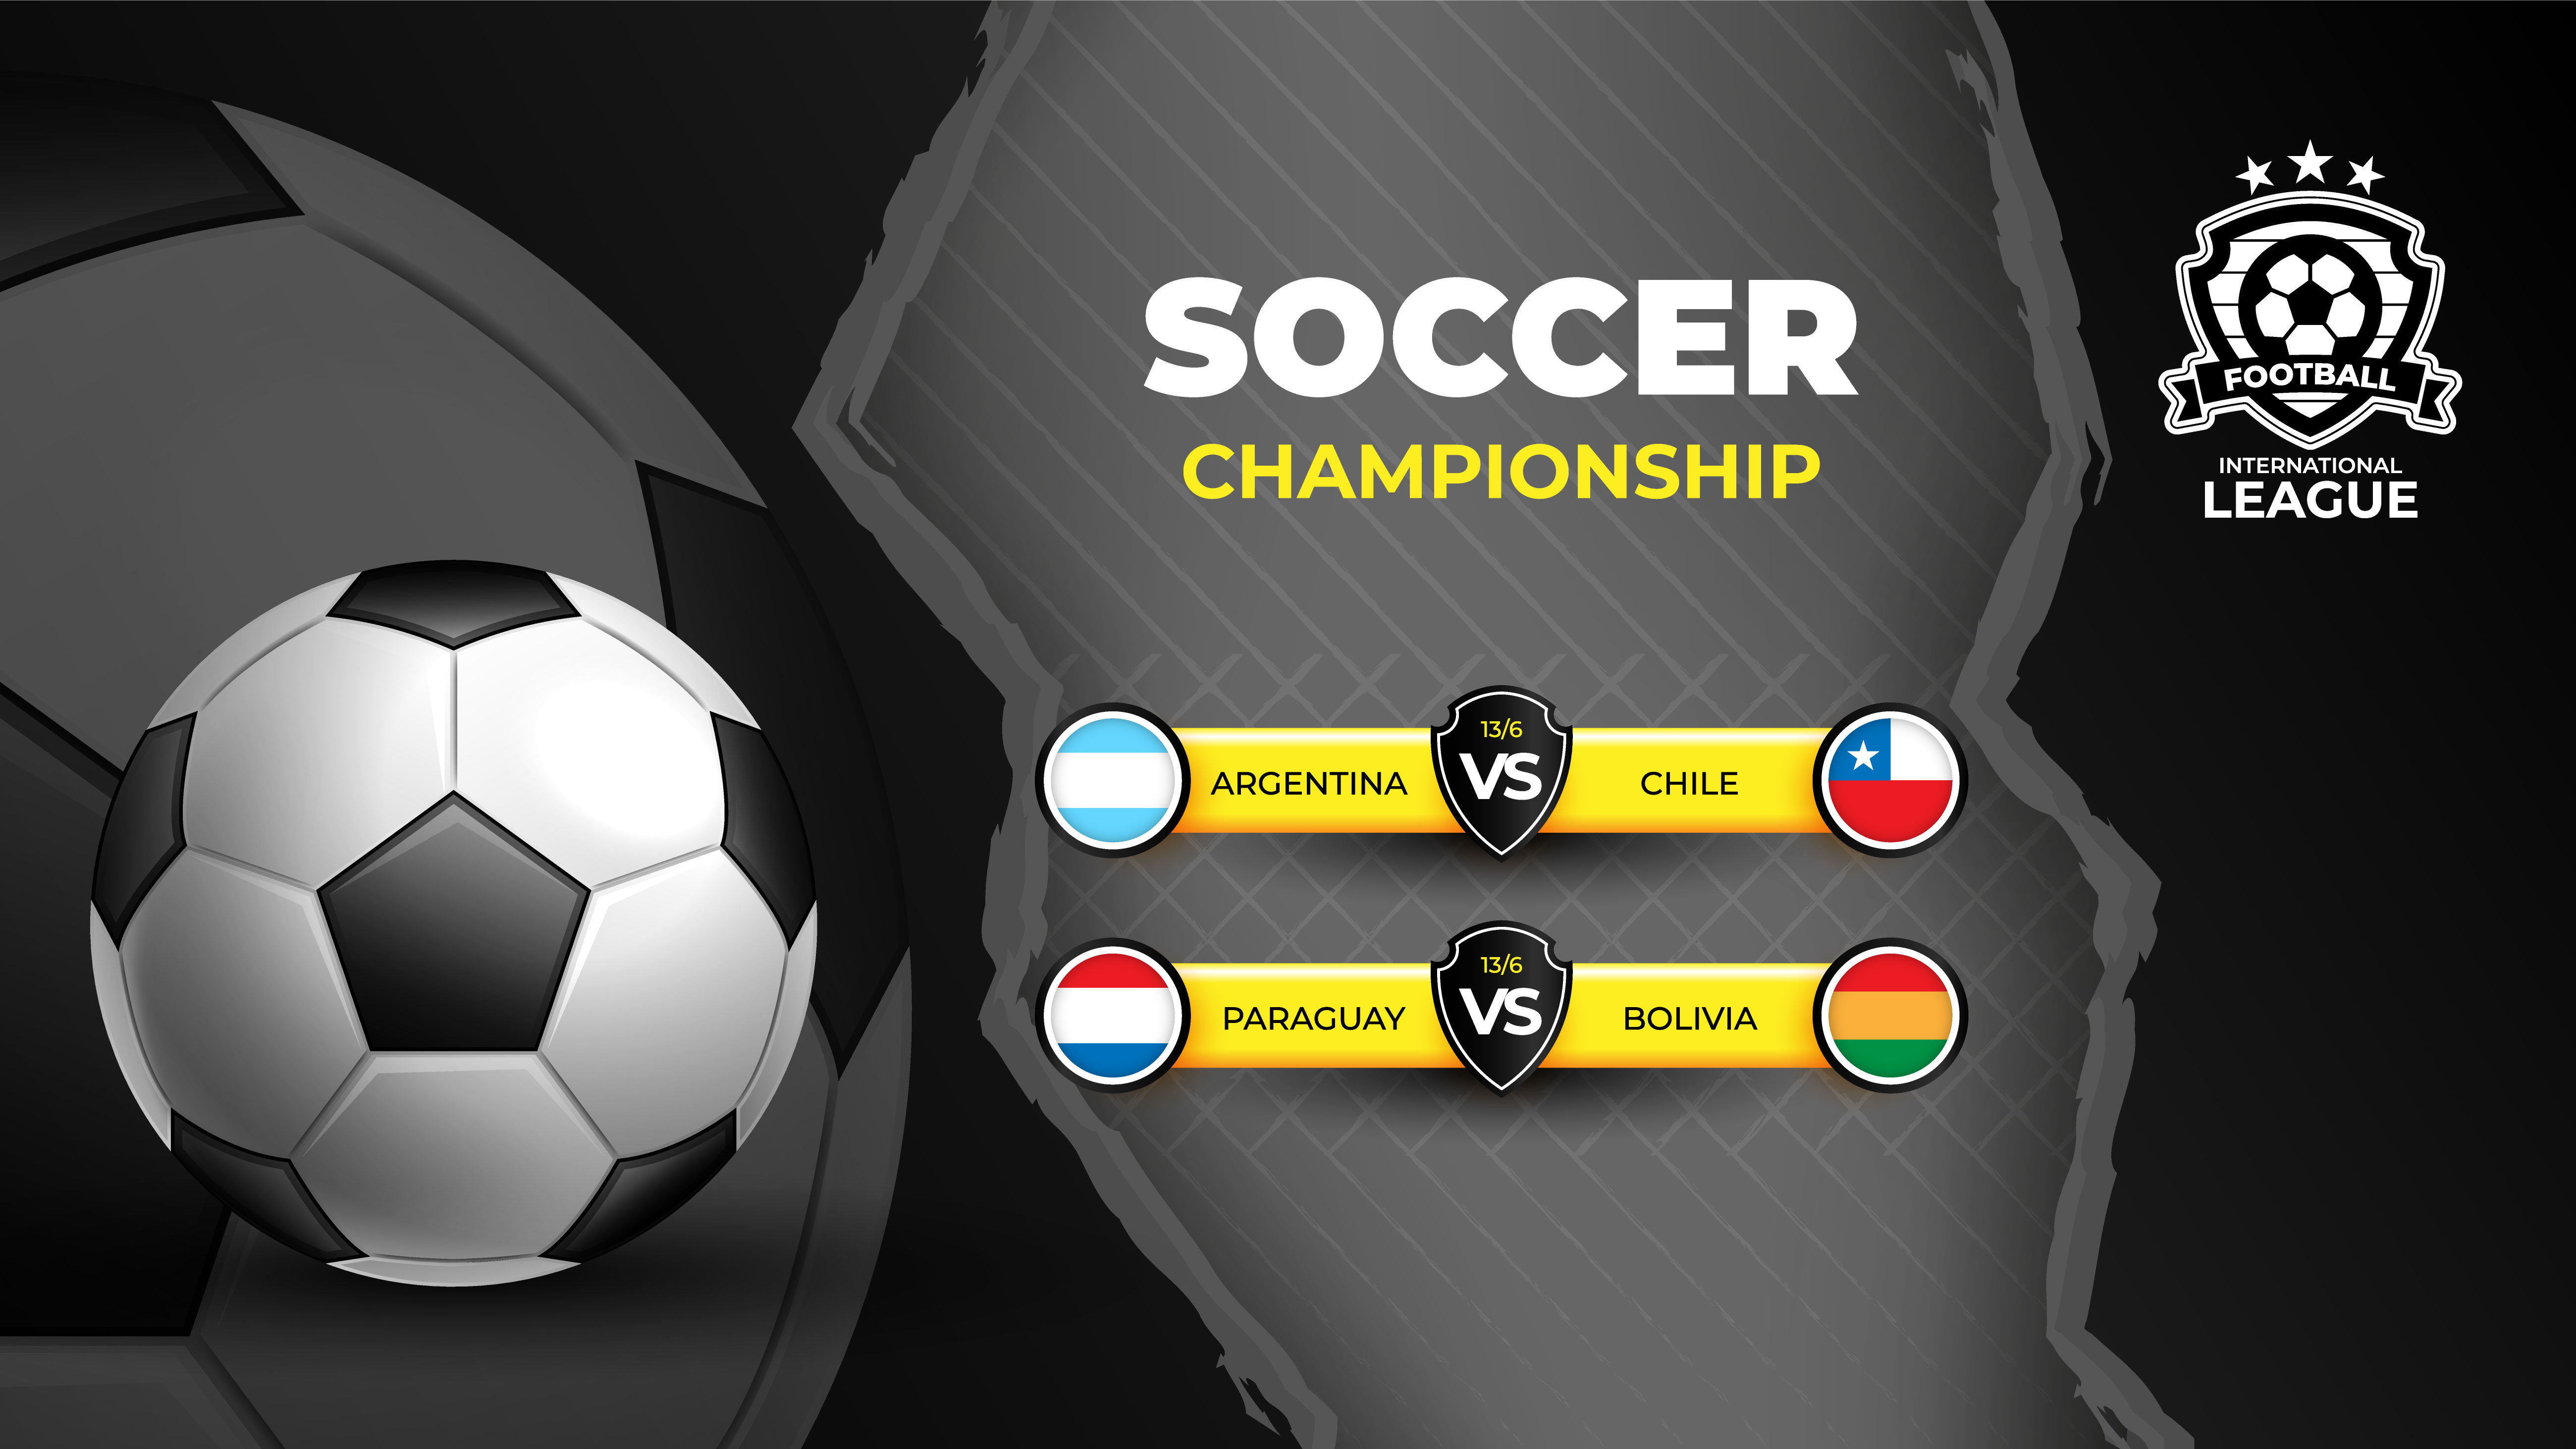 SOCCER
CHAMPIONSHIP
FOOTBALL
INTERNATIONAL
LEAGUE
13/6
ARGENTINA VS CHILE
13/6
PARAGUAY VS BOLIVIA